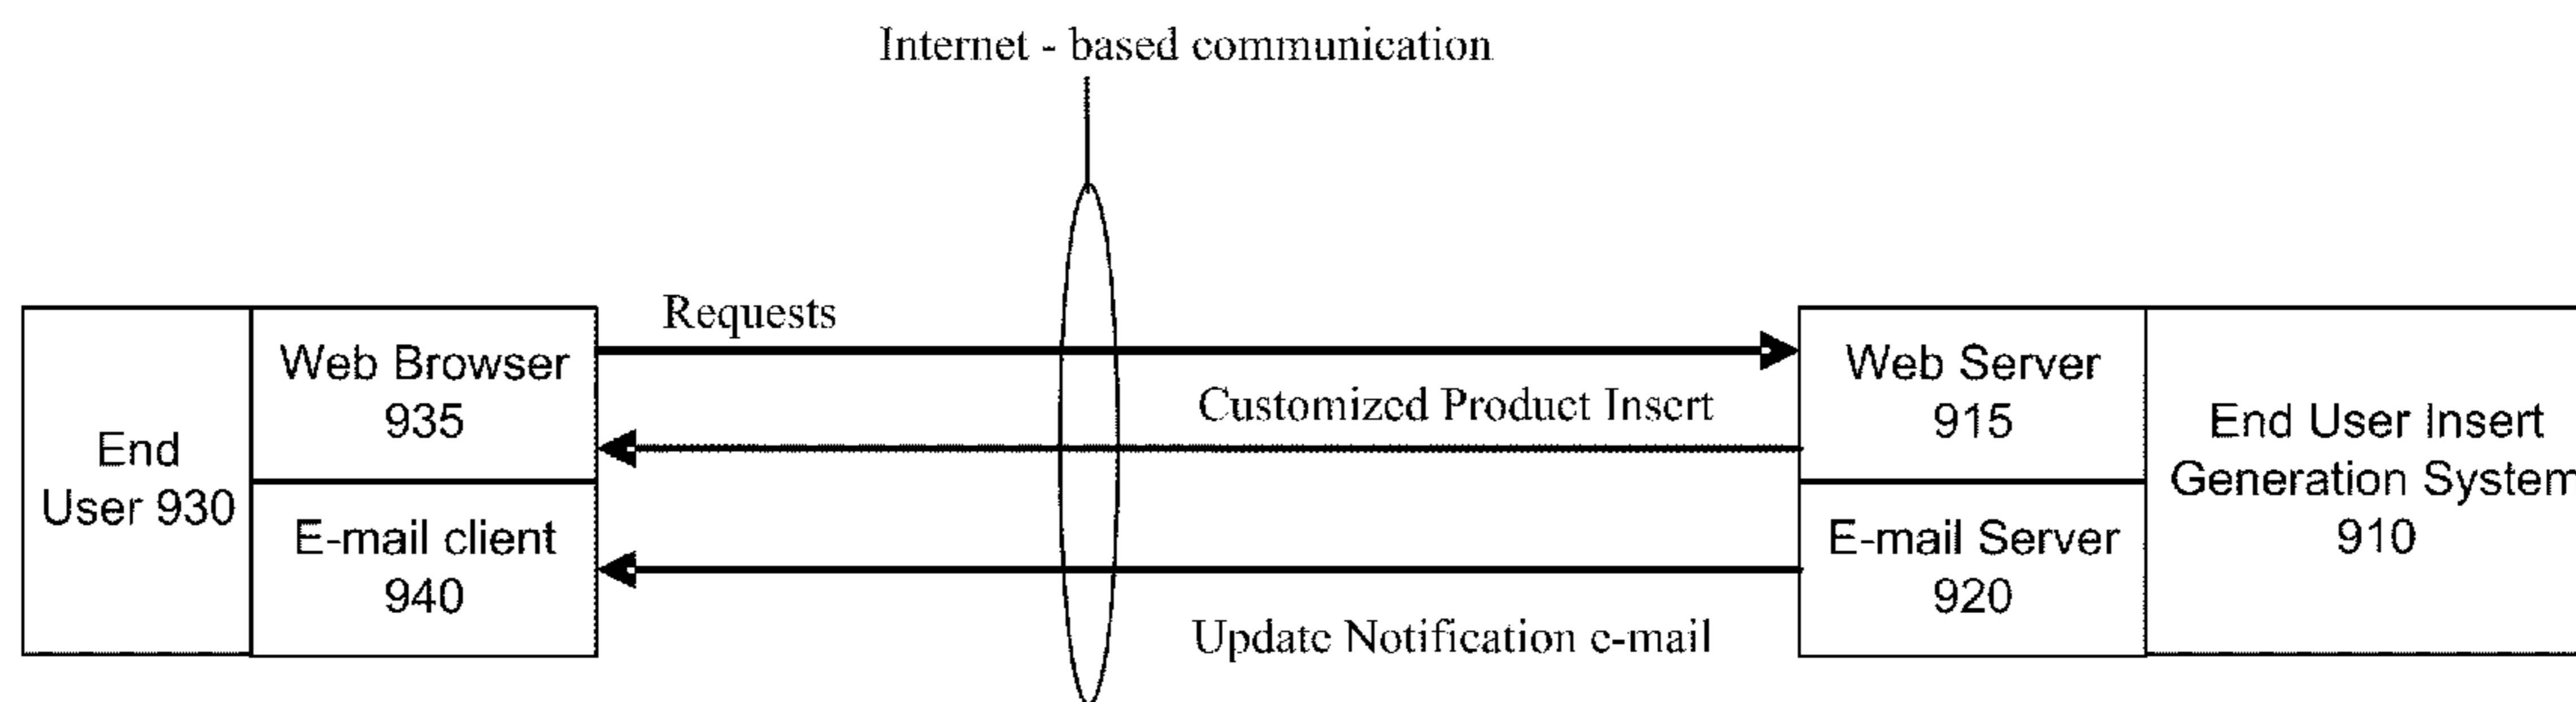 Internet - based communication
Requests
Customized Product Insert
Update Notification e-mail
End
User 930
Web Browser
935
E-mail client
940
Web Server
915
E-mail Server
920
End User Insert
Generation System
910